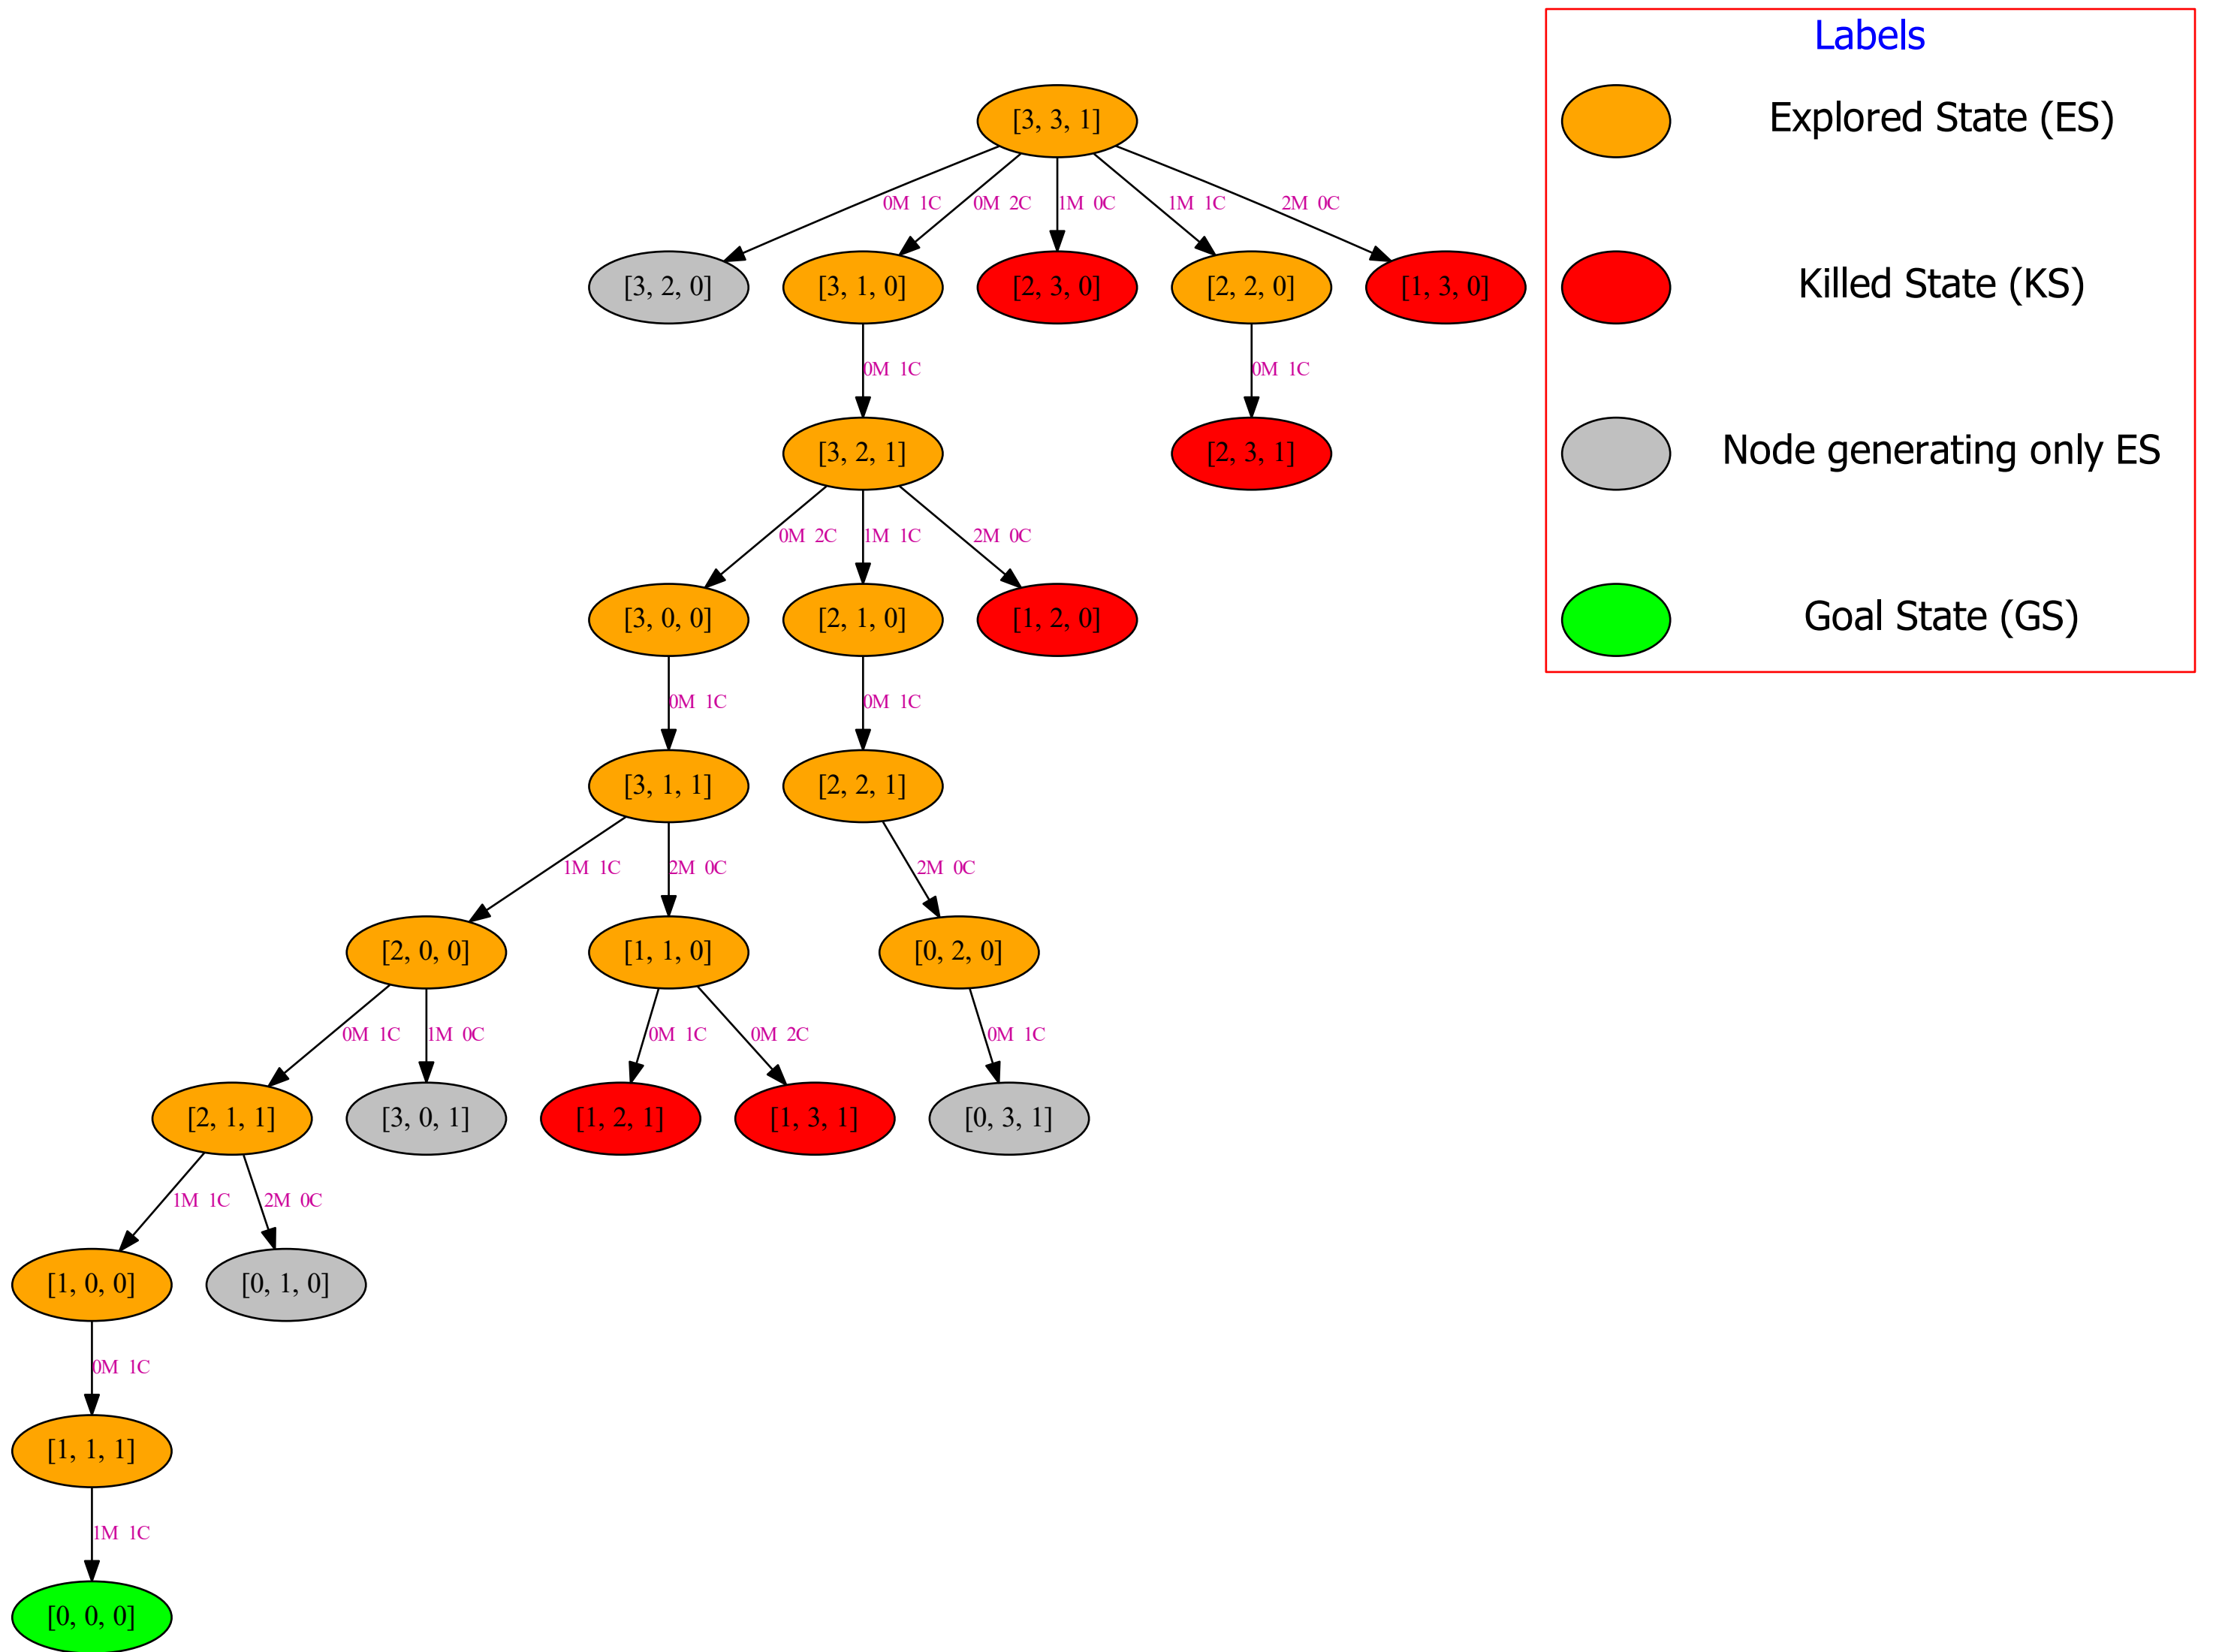 Labels
[3, 3, 1]
Explored State (ES)
0M 1C
0M 2C
1M 0C
1M 1C
2M 0C
[3, 2, 0]
[3, 1, 0]
[2, 3, 0]
[2, 2, 0]
[1, 3, 0]
Killed State (KS)
0M 1C
0M 1C
[3, 2, 1]
[2, 3, 1]
Node generating only ES
0M 2C
1M 1C
2M 0C
[3, 0, 0]
[2, 1, 0]
[1, 2, 0]
Goal State (GS)
0M 1C
0M 1C
[3, 1, 1]
[2, 2, 1]
1M 1C
2M 0C
2M 0C
[2, 0, 0]
[1, 1, 0]
[0, 2, 0]
0M 1C
1M 0C
0M 1C
0M 2C
0M 1C
[2, 1, 1]
[3, 0, 1]
[1, 2, 1]
[1, 3, 1]
[0, 3, 1]
1M 1C
2M 0C
[1, 0, 0]
[0, 1, 0]
0M 1C
[1, 1, 1]
1M 1C
[0, 0, 0]